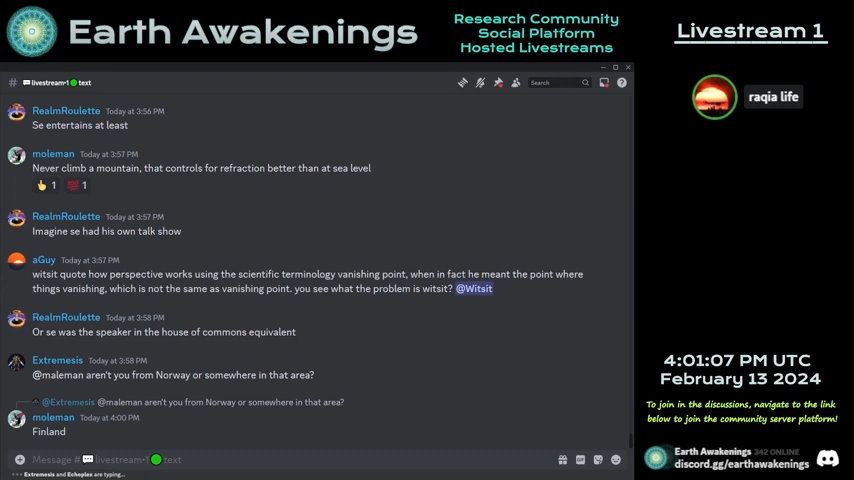 Earth Awakenings
Research Community
Social Platform
Hosted Livestreams
Livestream 1
# livestream•1 text
Search
raqia life
RealmRoulette Today at 3:56 PM
Se entertains at least
moleman Today at 3:57 PM
Never climb a mountain, that controls for refraction better than at sea level
1 1
RealmRoulette Today at 3:57 PM
Imagine se had his own talk show
aGuy Today at 3:57 PM
witsit quote how perspective works using the scientific terminology vanishing point, when in fact he meant the point where
things vanishing, which is not the same as vanishing point. you see what the problem is witsit? @Witsit
RealmRoulette Today at 3:58 PM
Or se was the speaker in the house of commons equivalent
Extremesis Today at 3:58 PM
@maleman aren't you from Norway or somewhere in that area?
@Extremesis @maleman aren't you from Norway or somewhere in that area?
moleman Today at 4:00 PM
Finland
Message # livestream•1 text
Extremesis and Echoplex are typing...
4:01:07 PM UTC
February 13 2024
To join in the discussions, navigate to the link
below to join the community server platform!
Earth Awakenings 342 ONLINE
discord.gg/earthawakenings